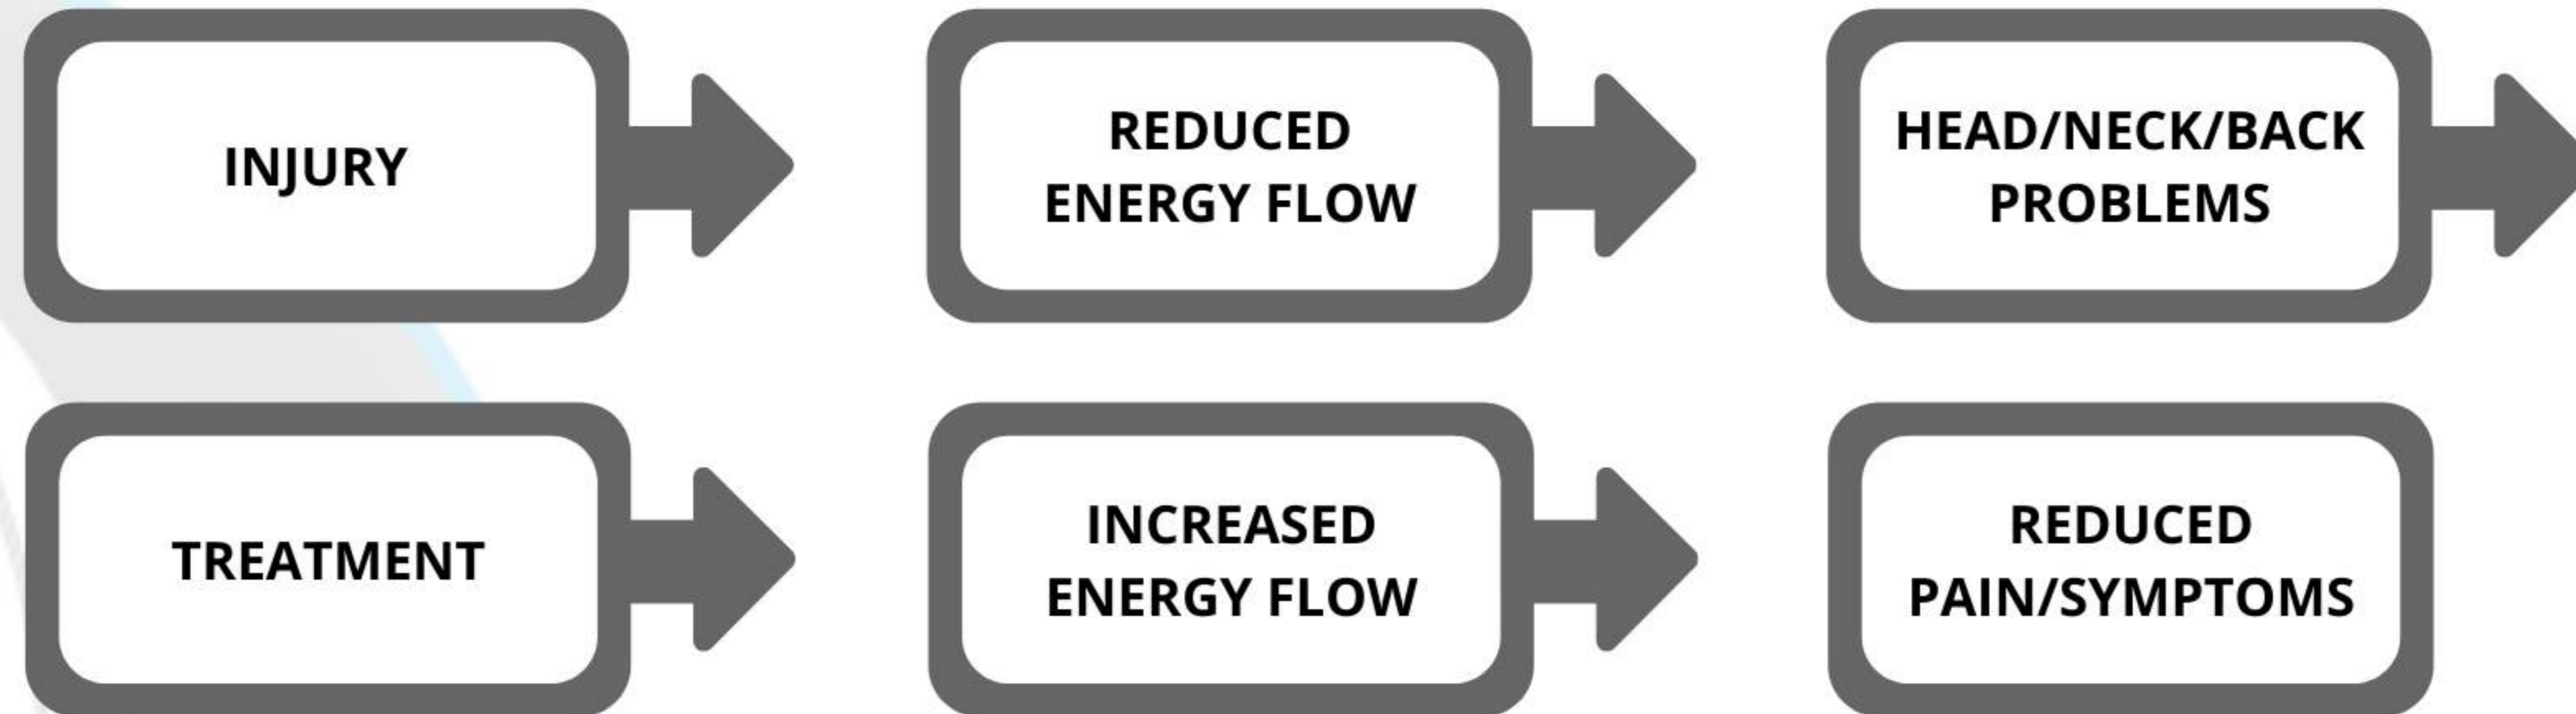 INJURY
REDUCED
ENERGY FLOW
HEAD/NECK/BACK
PROBLEMS
TREATMENT
INCREASED
ENERGY FLOW
REDUCED
PAIN/SYMPTOMS